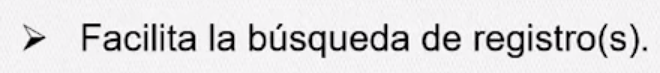 ➢ Facilita la búsqueda de registro(s).